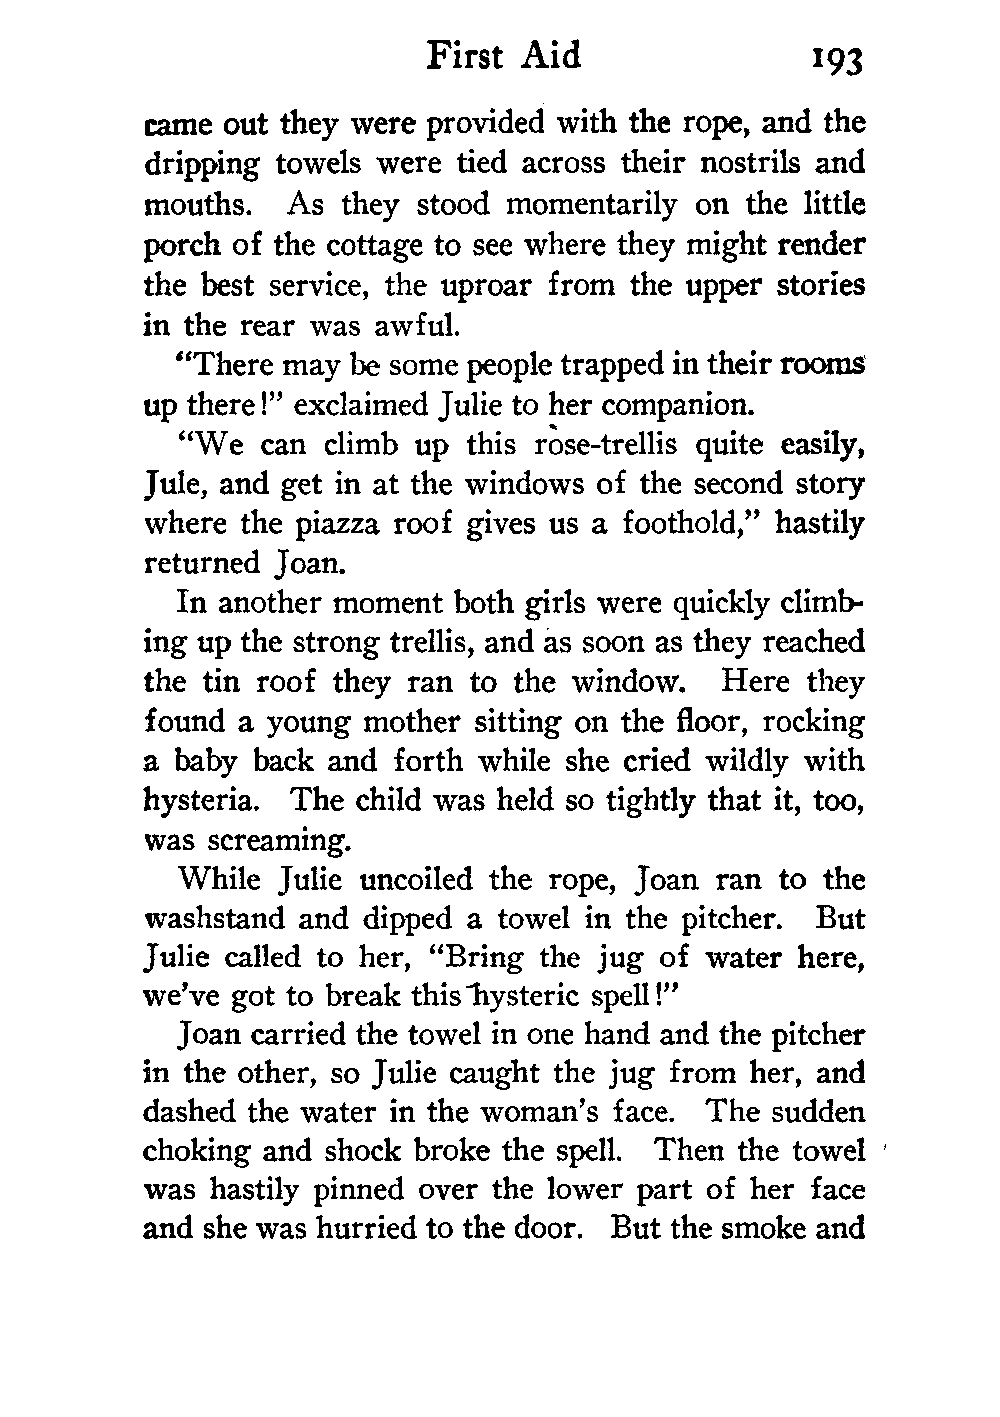 First Aid 193
came out they were provided with the rope, and the
dripping towels were tied across their nostrils and
mouths. As they stood momentarily on the little
porch of the cottage to see where they might render
the best service, the uproar from the upper stories
in the rear was awful.
“There may be some people trapped in their rooms
up there!” exclaimed Julie to her companion.
“We can climb up this rose-trellis quite easily,
Jule, and get in at the windows of the second story
where the piazza roof gives us a foothold,” hastily
returned Joan.
In another moment both girls were quickly climb-
ing up the strong trellis, and as soon as they reached
the tin roof they ran to the window. Here they
found a young mother sitting on the floor, rocking
a baby back and forth while she cried wildly with
hysteria. The child was held so tightly that it, too,
was screaming.
While Julie uncoiled the rope, Joan ran to the
washstand and dipped a towel in the pitcher. But
Julie called to her, “Bring the jug of water here,
we’ve got to break this hysteric spell!”
Joan carried the towel in one hand and the pitcher
in the other, so Julie caught the jug from her, and
dashed the water in the woman’s face. The sudden
choking and shock broke the spell. Then the towel
was hastily pinned over the lower part of her face
and she was hurried to the door. But the smoke and